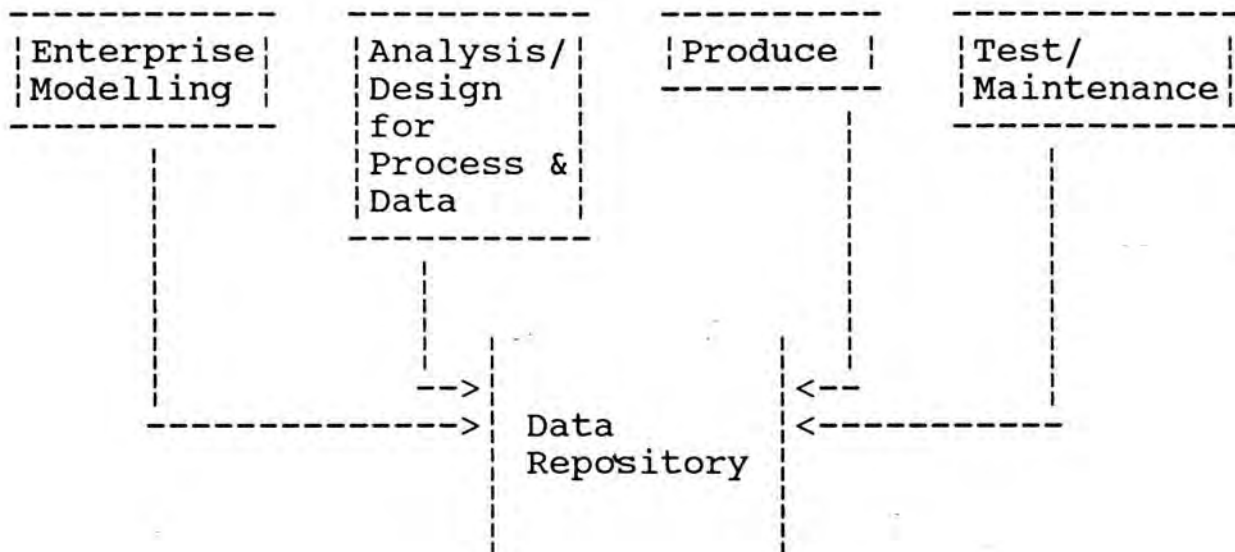 Enterprise
Modelling
Analysis/
Design
for
Process &
Data
Produce
Test/
Maintenance
Data
Repository